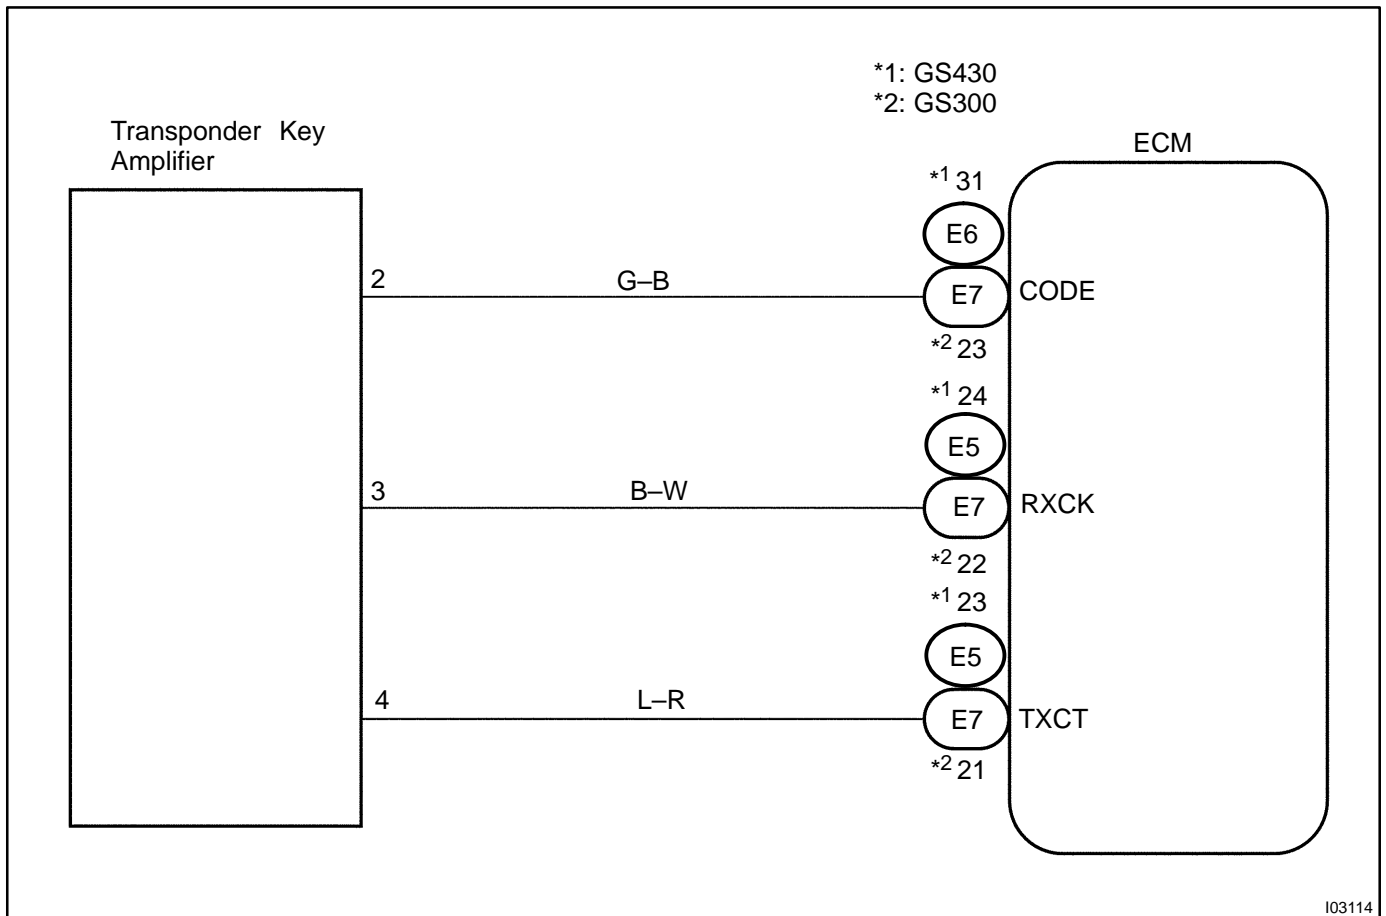 *1: GS430
*2: GS300
Transponder Key
Amplifier
ECM
*1 31
E6
2
G–B
E7
CODE
*2 23
*1 24
E5
3
B–W
E7
RXCK
*2 22
*1 23
E5
4
L–R
E7
TXCT
*2 21
I03114